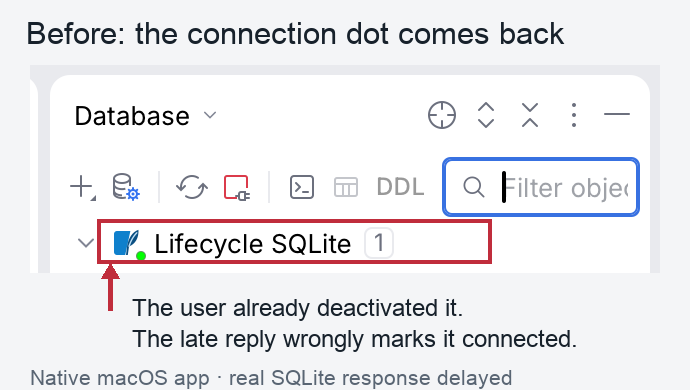 Before: the connection dot comes back
Database
DDL
Filter objec
Lifecycle SQLite 1
The user already deactivated it.
The late reply wrongly marks it connected.
Native macOS app · real SQLite response delayed